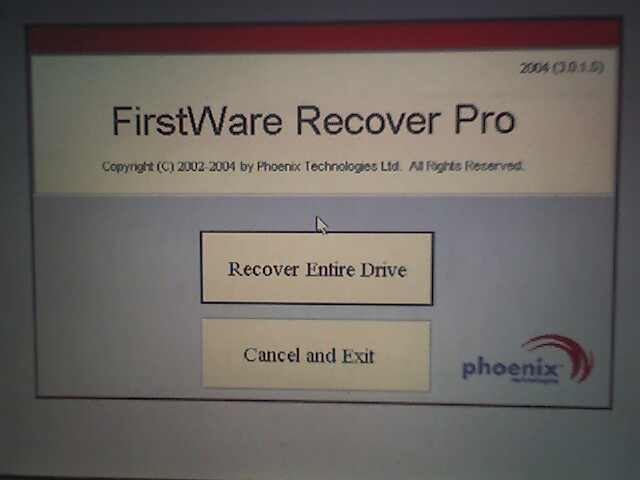 2004 (3.0.1.0)
FirstWare Recover Pro
Copyright (C) 2002-2004 by Phoenix Technologies Ltd. All Rights Reserved.
Recover Entire Drive
Cancel and Exit
phoenix
technologies